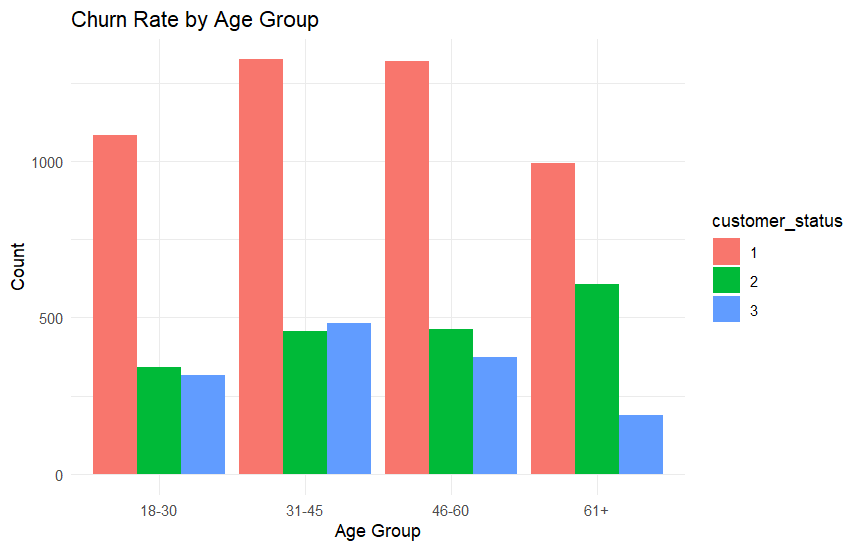 Churn Rate by Age Group
Count
1000
500
0
18-30 31-45 46-60 61+
Age Group
customer_status
1
2
3